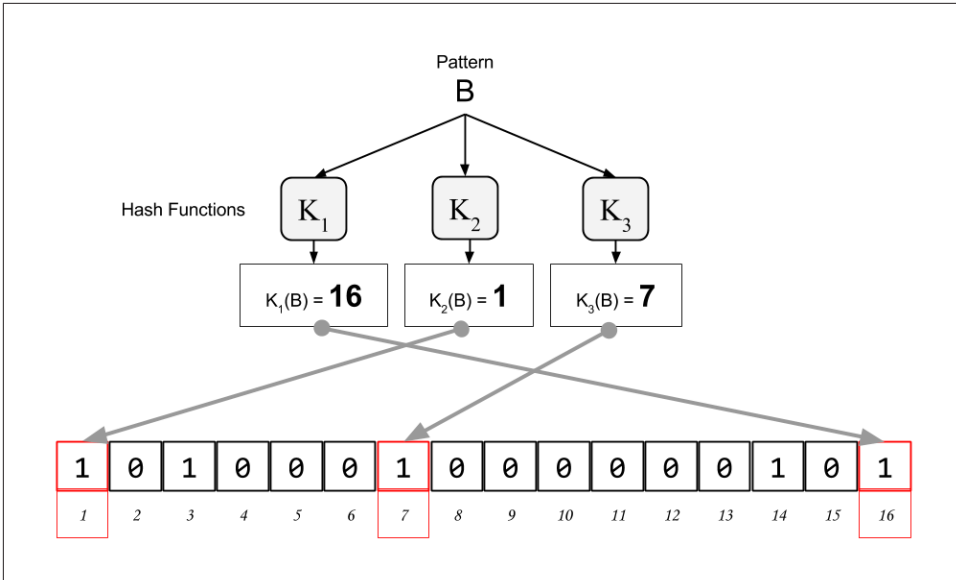 Pattern
B
Hash Functions
K1 K2 K3
K1(B) = 16 K2(B) = 1 K3(B) = 7
1 0 1 0 0 0 1 0 0 0 0 0 0 1 0 1
1 2 3 4 5 6 7 8 9 10 11 12 13 14 15 16